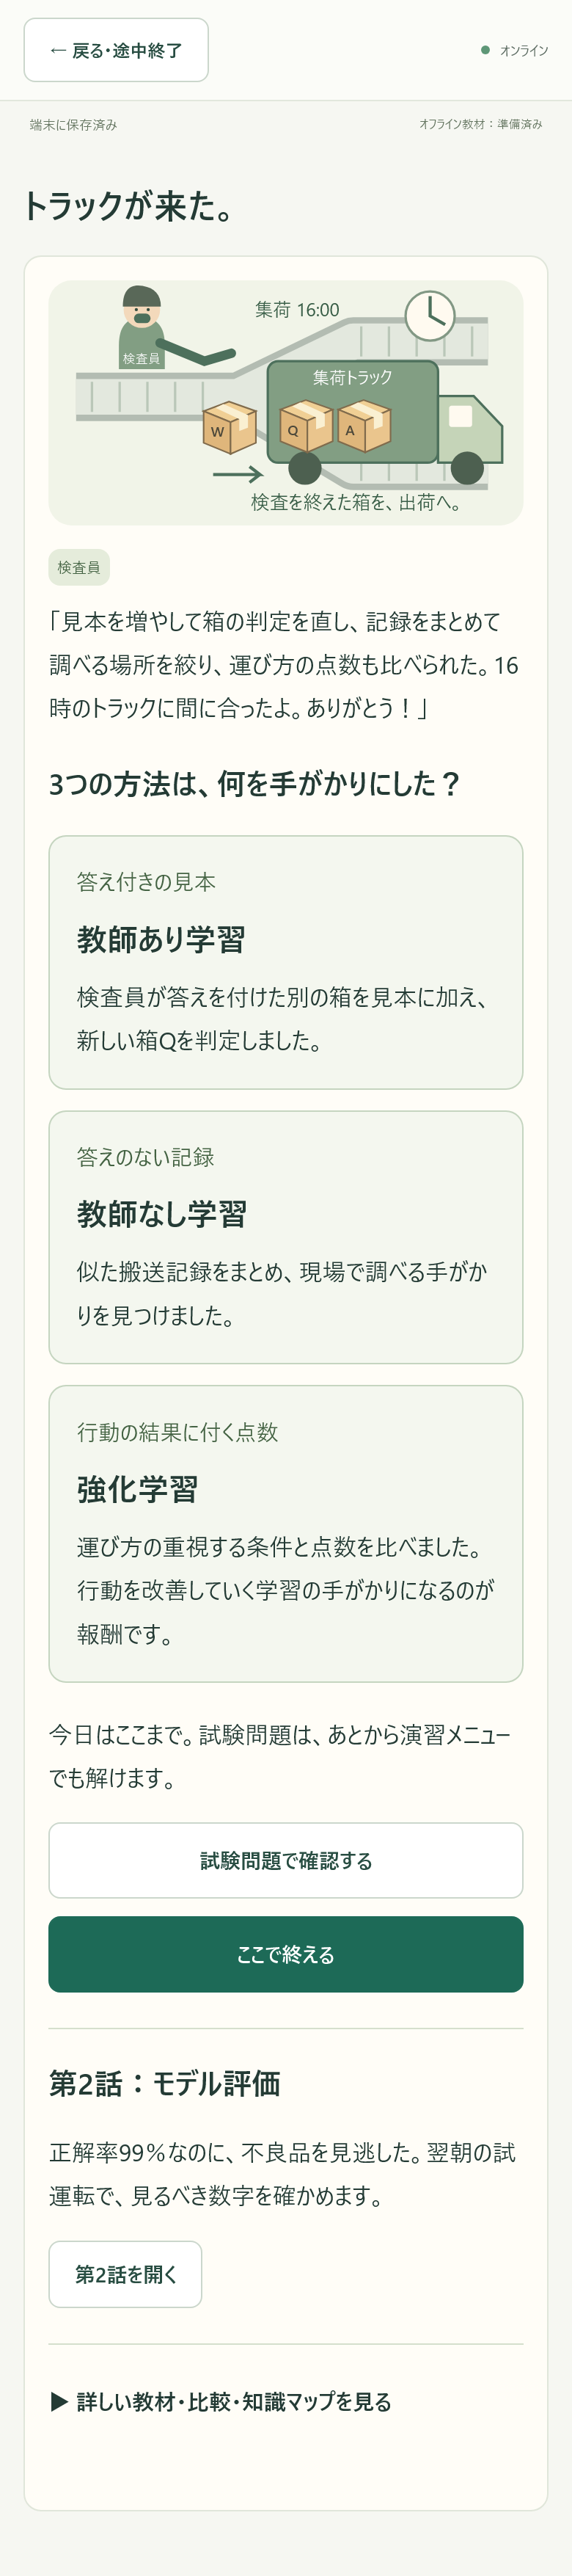 ← 戻る・途中終了
オンライン
端末に保存済み
オフライン教材：準備済み
トラックが来た。
集荷 16:00
検査員
集荷トラック
W
Q
A
検査を終えた箱を、出荷へ。
検査員
「見本を増やして箱の判定を直し、記録をまとめて
調べる場所を絞り、運び方の点数も比べられた。16
時のトラックに間に合ったよ。ありがとう！」
3つの方法は、何を手がかりにした？
答え付きの見本
教師あり学習
検査員が答えを付けた別の箱を見本に加え、
新しい箱Qを判定しました。
答えのない記録
教師なし学習
似た搬送記録をまとめ、現場で調べる手がか
りを見つけました。
行動の結果に付く点数
強化学習
運び方の重視する条件と点数を比べました。
行動を改善していく学習の手がかりになるのが
報酬です。
今日はここまで。試験問題は、あとから演習メニュー
でも解けます。
試験問題で確認する
ここで終える
第2話：モデル評価
正解率99％なのに、不良品を見逃した。翌朝の試
運転で、見るべき数字を確かめます。
第2話を開く
▶ 詳しい教材・比較・知識マップを見る